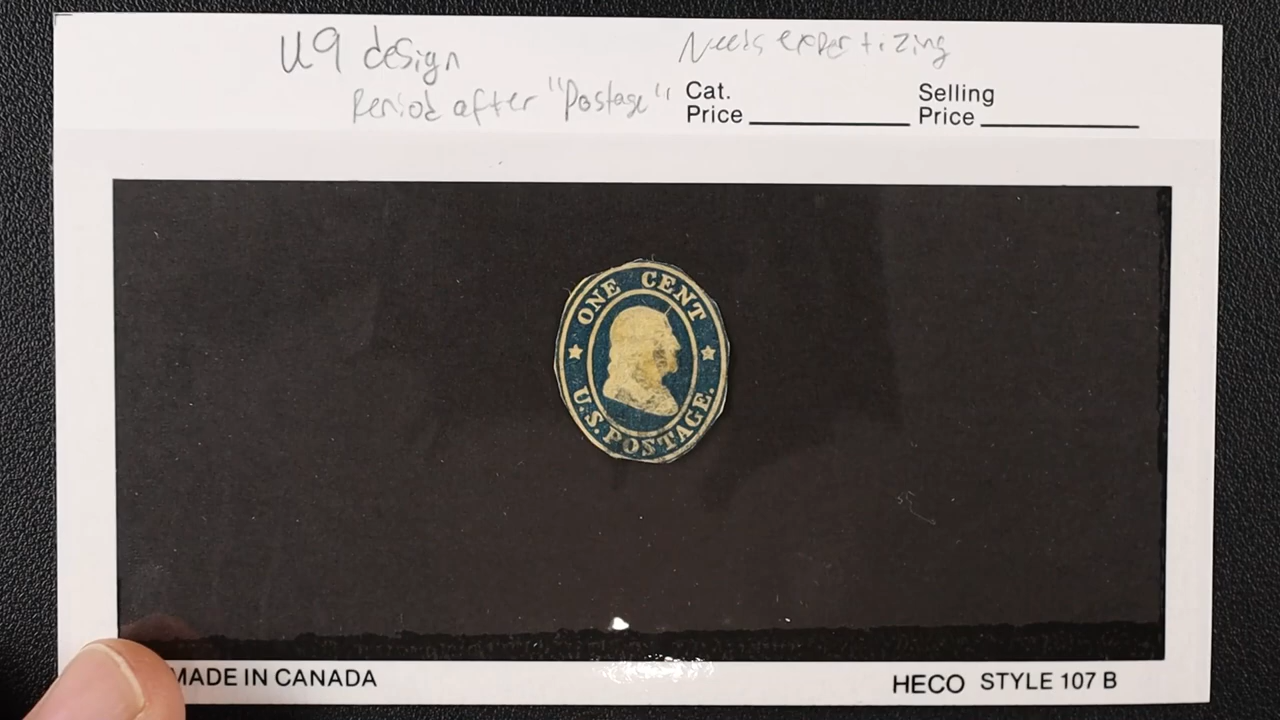 U9 design
Needs expertizing
Period after "Postage"
Cat.
Price
Selling
Price
ONE CENT
U.S.POSTAGE.
MADE IN CANADA
HECO STYLE 107 B